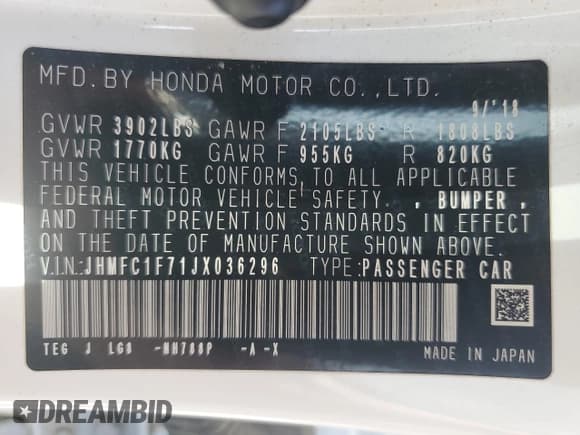 MFD. BY HONDA MOTOR CO., LTD.
9/'18
GVWR 3902LBS GAWR F 2105LBS R 1808LBS
GVWR 1770KG GAWR F 955KG R 820KG
THIS VEHICLE CONFORMS TO ALL APPLICABLE
FEDERAL MOTOR VEHICLE SAFETY, , BUMPER ,
AND THEFT PREVENTION STANDARDS IN EFFECT
ON THE DATE OF MANUFACTURE SHOWN ABOVE.
V.I.N.:JHMFC1F71JX036296 TYPE:PASSENGER CAR
TEG J LG0 -NH788P -A-X
MADE IN JAPAN
DREAMBID